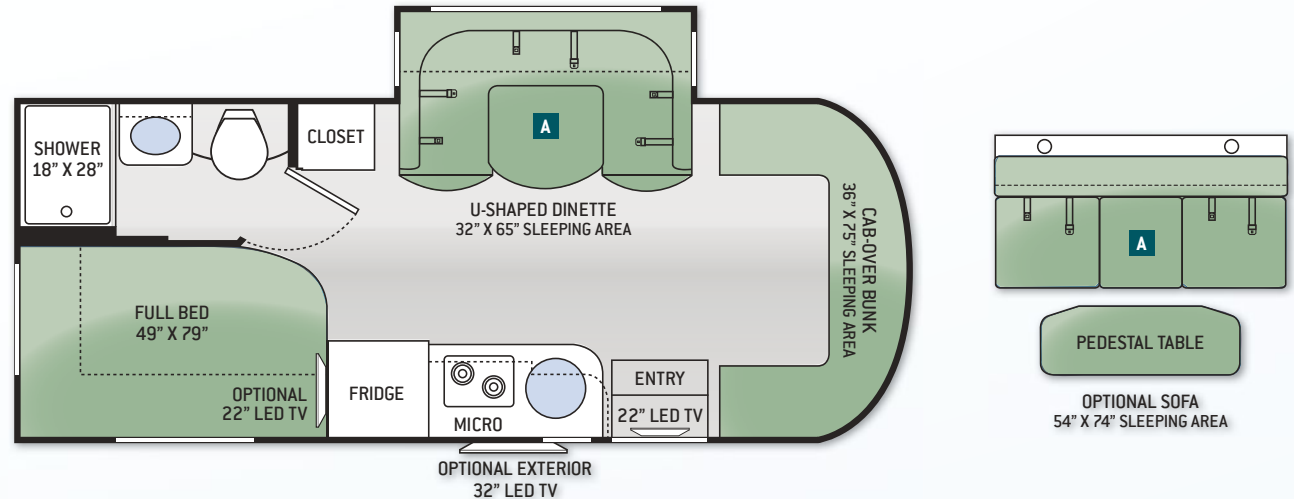 SHOWER
18" X 28"
CLOSET
A
U-SHAPED DINETTE
32" X 65" SLEEPING AREA
CAB-OVER BUNK
36" X 75" SLEEPING AREA
FULL BED
49" X 79"
OPTIONAL
22" LED TV
FRIDGE
MICRO
ENTRY
22" LED TV
OPTIONAL EXTERIOR
32" LED TV
A
PEDESTAL TABLE
OPTIONAL SOFA
54" X 74" SLEEPING AREA